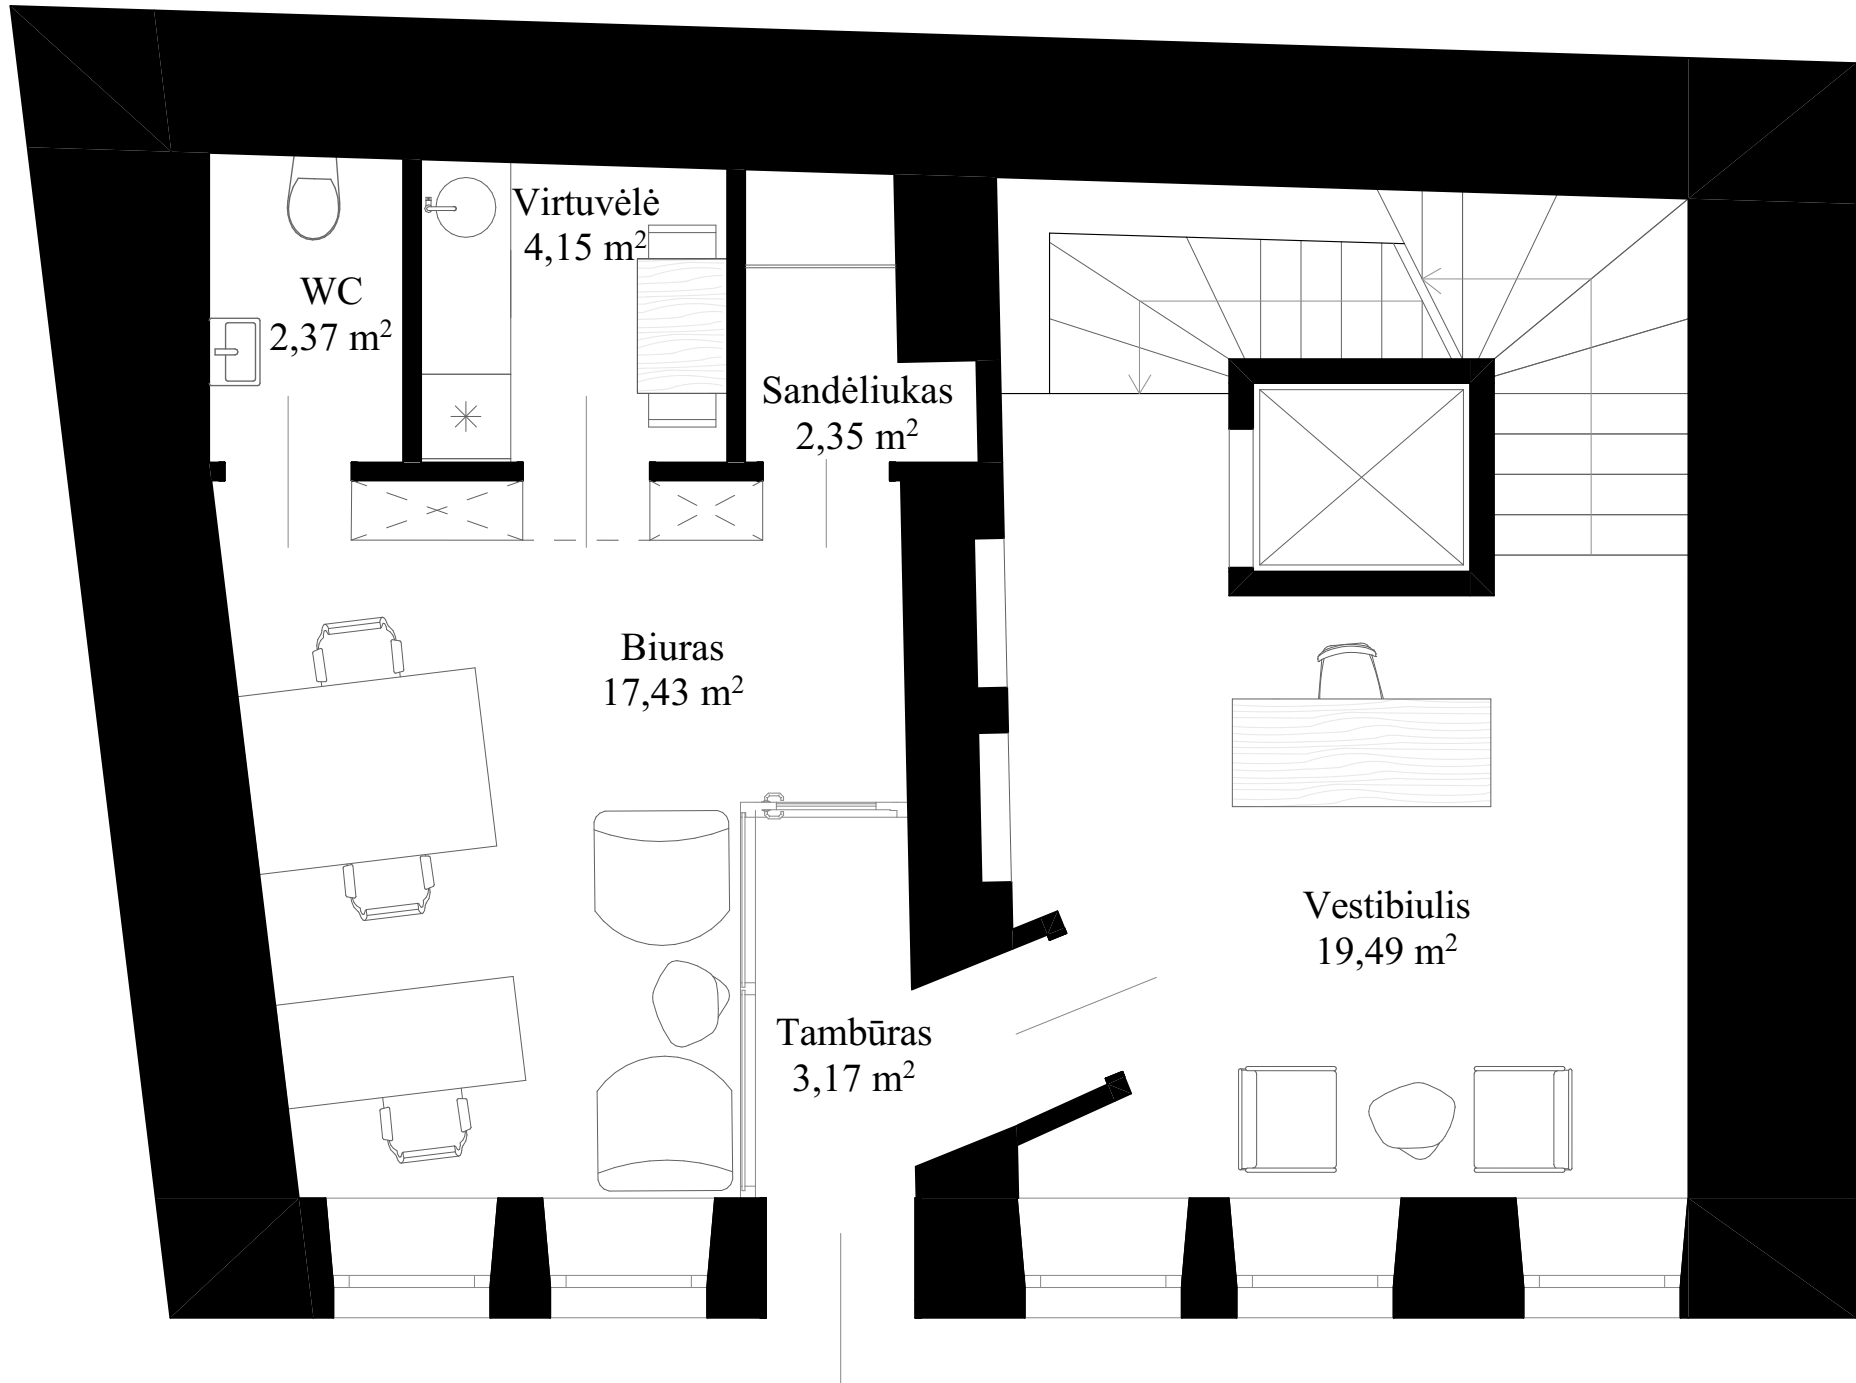 Virtuvėlė
4,15 m²
WC
2,37 m²
Sandėliukas
2,35 m²
Biuras
17,43 m²
Vestibiulis
19,49 m²
Tambūras
3,17 m²